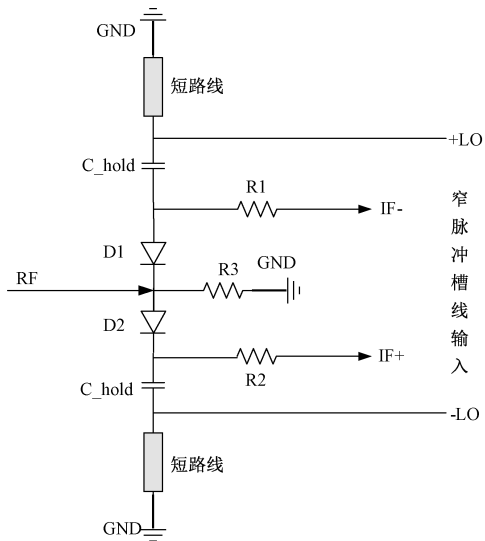 GND
短路线
+LO
C_hold
R1
IF-
D1
R3
GND
RF
D2
IF+
R2
C_hold
-LO
短路线
GND
窄脉冲槽线输入